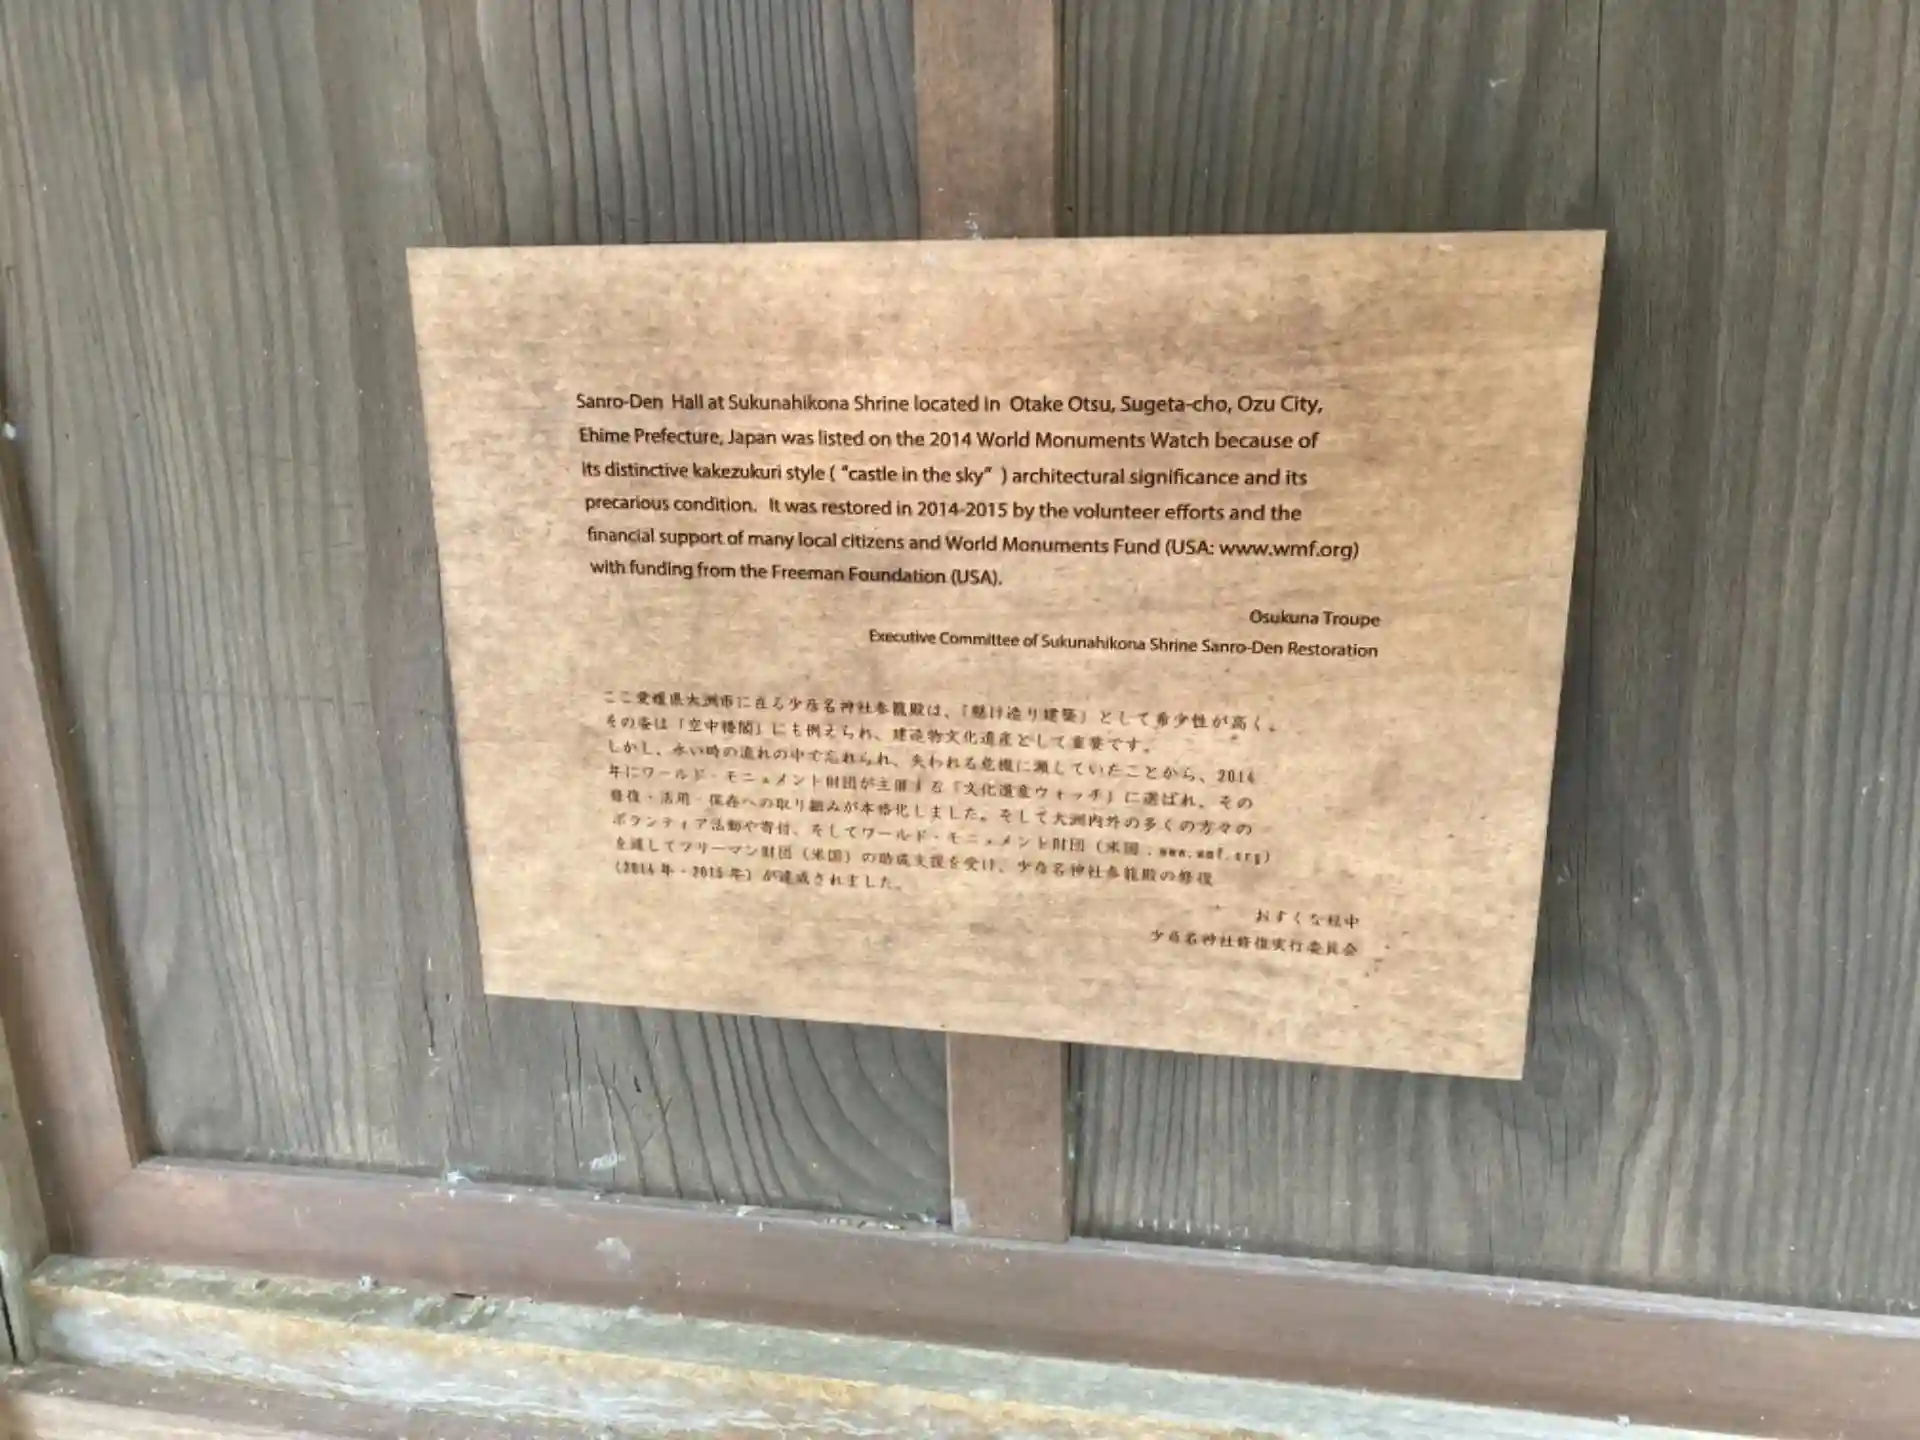 Sanro-Den Hall at Sukunahikona Shrine located in Otake Otsu, Sugeta-cho, Ozu City,
Ehime Prefecture, Japan was listed on the 2014 World Monuments Watch because of
its distinctive kakezukuri style ( “castle in the sky” ) architectural significance and its
precarious condition. It was restored in 2014-2015 by the volunteer efforts and the
financial support of many local citizens and World Monuments Fund (USA: www.wmf.org)
with funding from the Freeman Foundation (USA).
Osukuna Troupe
Executive Committee of Sukunahikona Shrine Sanro-Den Restoration
ここ愛媛県大洲市に在る少彦名神社参籠殿は、「懸け造り建築」として希少性が高く、
その姿は「空中楼閣」にも例えられ、建造物文化遺産として重要です。
しかし、永い時の流れの中で忘れられ、失われる危機に瀕していたことから、2014
年にワールド・モニュメント財団が主催する「文化遺産ウォッチ」に選ばれ、その
修復・活用・保存への取り組みが本格化しました。そして大洲内外の多くの方々の
ボランティア活動や寄付、そしてワールド・モニュメント財団（米国：www.wmf.org）
を通してフリーマン財団（米国）の助成支援を受け、少彦名神社参籠殿の修復
（2014年・2015年）が達成されました。
おすくな社中
少彦名神社修復実行委員会